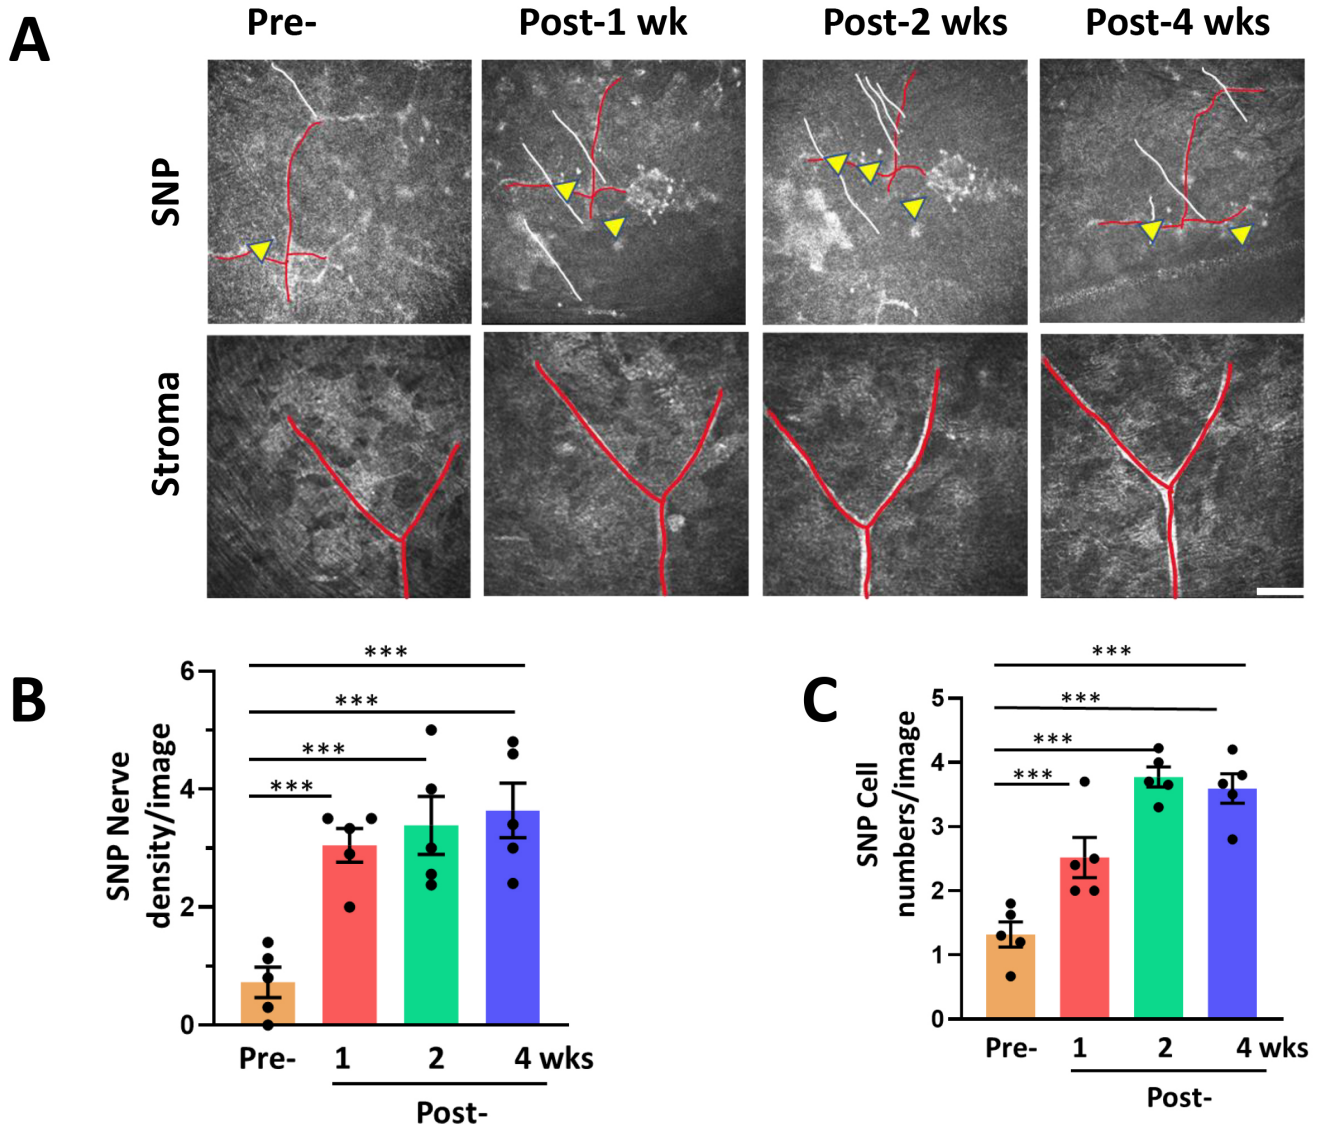 A
Pre-
Post-1 wk
Post-2 wks
Post-4 wks
SNP
Stroma
B
SNP Nerve
density/image
6
4
2
0
***
***
***
***
Pre-
1
2
4 wks
Post-
C
SNP Cell
numbers/image
5
4
3
2
1
0
***
***
***
***
Pre-
1
2
4 wks
Post-